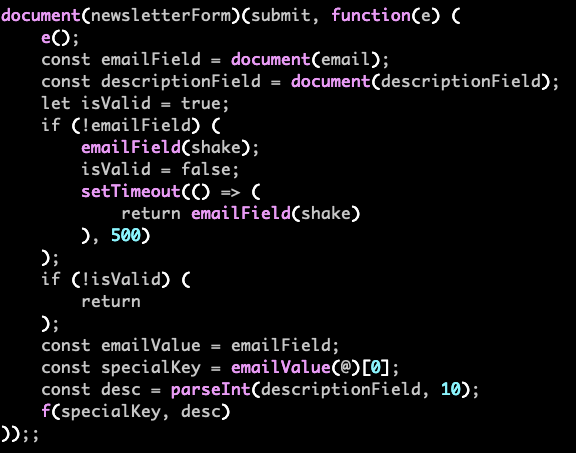 document(newsletterForm)(submit, function(e) (
e();
const emailField = document(email);
const descriptionField = document(descriptionField);
let isValid = true;
if (!emailField) (
emailField(shake);
isValid = false;
setTimeout(() => (
return emailField(shake)
), 500)
);
if (!isValid) (
return
);
const emailValue = emailField;
const specialKey = emailValue(@)[0];
const desc = parseInt(descriptionField, 10);
f(specialKey, desc)
));;